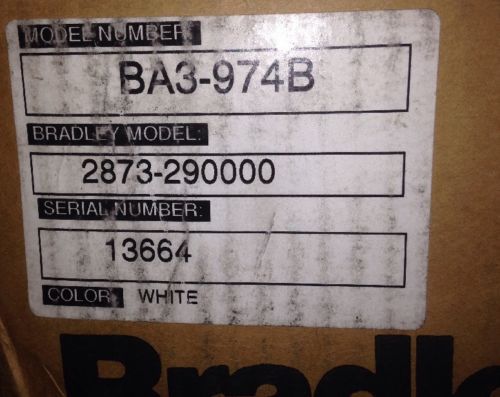 MODEL NUMBER:
BA3-974B
BRADLEY MODEL:
2873-290000
SERIAL NUMBER:
13664
COLOR: WHITE